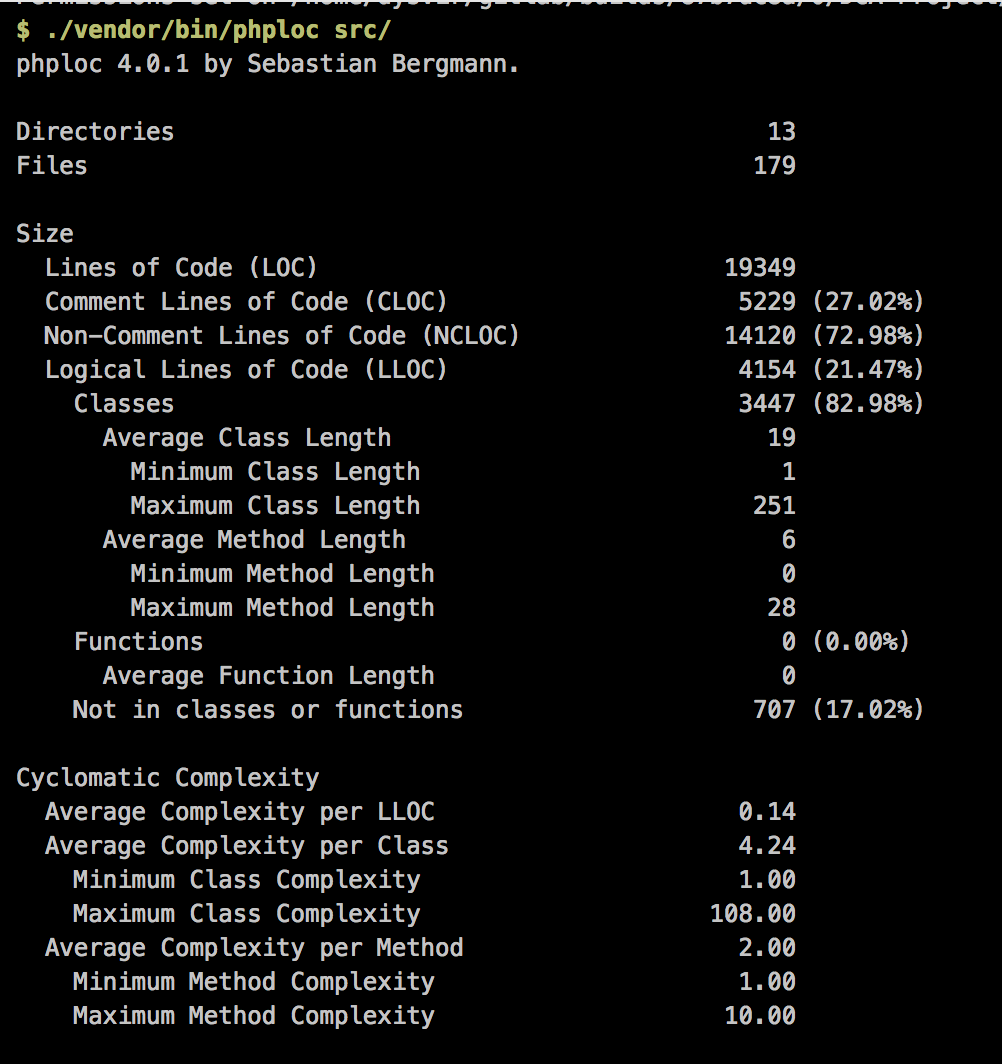 $ ./vendor/bin/phploc src/
phploc 4.0.1 by Sebastian Bergmann.
Directories 13
Files 179
Size
Lines of Code (LOC) 19349
Comment Lines of Code (CLOC) 5229 (27.02%)
Non-Comment Lines of Code (NCLOC) 14120 (72.98%)
Logical Lines of Code (LLOC) 4154 (21.47%)
Classes 3447 (82.98%)
Average Class Length 19
Minimum Class Length 1
Maximum Class Length 251
Average Method Length 6
Minimum Method Length 0
Maximum Method Length 28
Functions 0 (0.00%)
Average Function Length 0
Not in classes or functions 707 (17.02%)
Cyclomatic Complexity
Average Complexity per LLOC 0.14
Average Complexity per Class 4.24
Minimum Class Complexity 1.00
Maximum Class Complexity 108.00
Average Complexity per Method 2.00
Minimum Method Complexity 1.00
Maximum Method Complexity 10.00